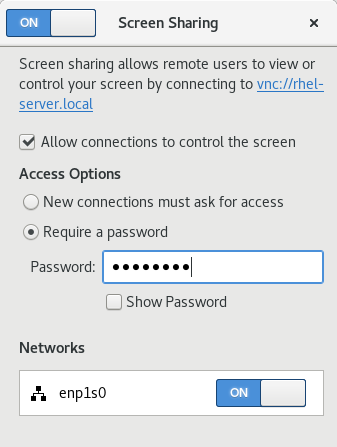 ON Screen Sharing ×
Screen sharing allows remote users to view or
control your screen by connecting to vnc://rhel-
server.local
Allow connections to control the screen
Access Options
New connections must ask for access
Require a password
Password: ●●●●●●●●
Show Password
Networks
enp1s0 ON